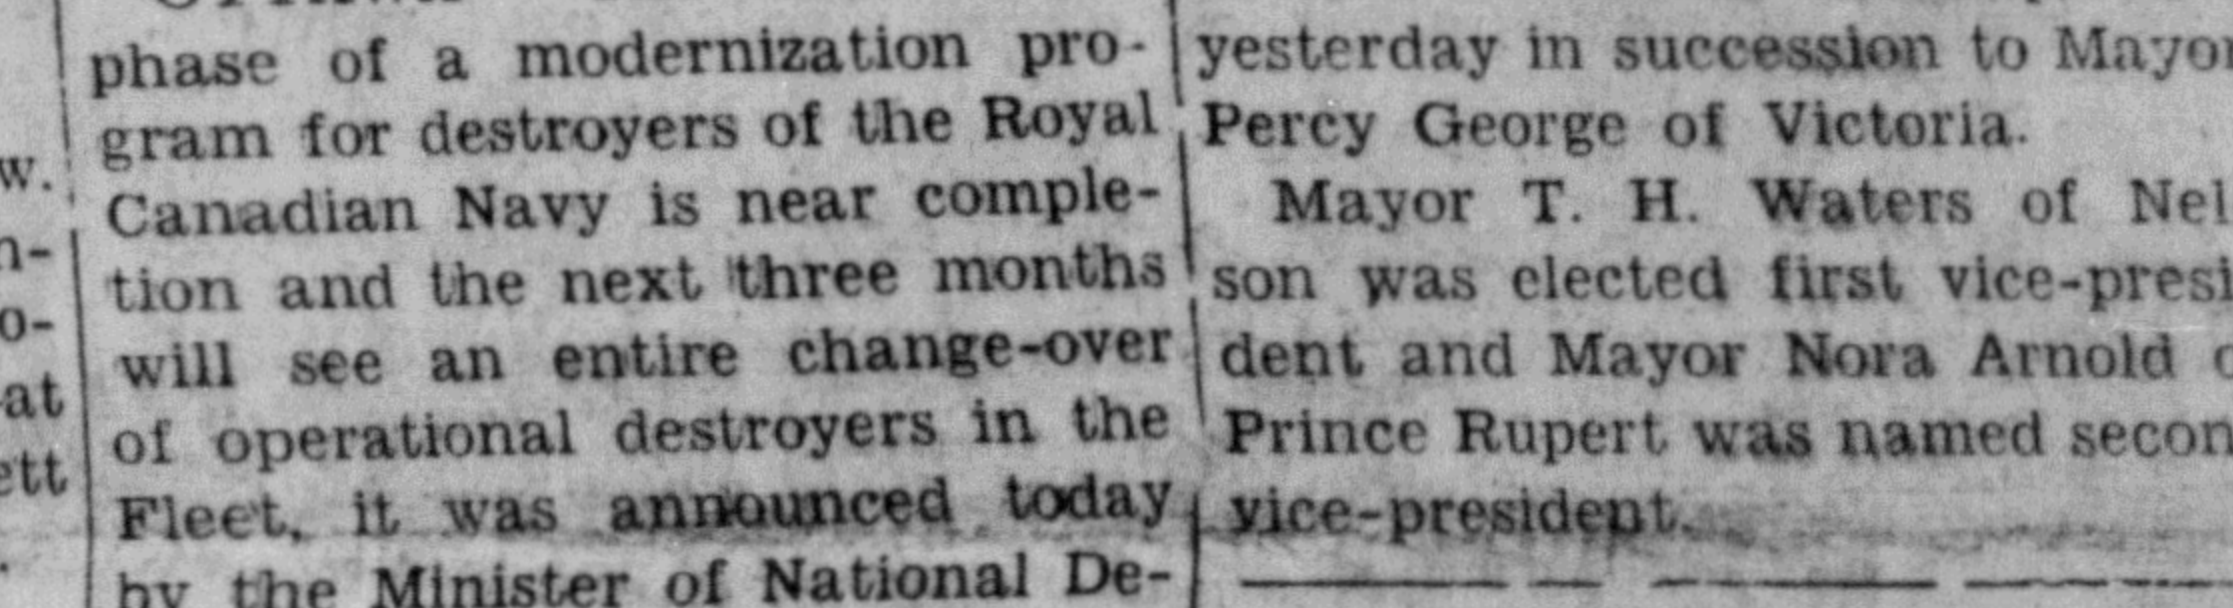 w.
n-
o-
at
ett
phase of a modernization pro-
gram for destroyers of the Royal
Canadian Navy is near comple-
tion and the next three months
will see an entire change-over
of operational destroyers in the
Fleet, it was announced today
by the Minister of National De-
yesterday in succession to Mayor
Percy George of Victoria.
Mayor T. H. Waters of Nel
son was elected first vice-presi
dent and Mayor Nora Arnold
Prince Rupert was named secon
vice-president.